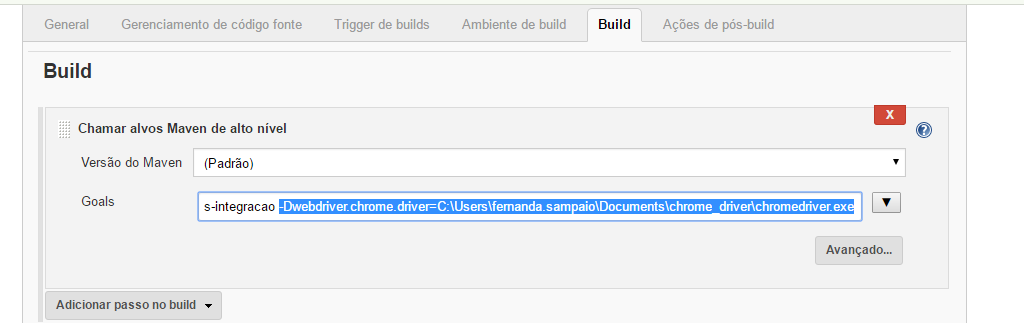 General Gerenciamento de código fonte Trigger de builds Ambiente de build Build Ações de pós-build
Build
X
Chamar alvos Maven de alto nível
Versão do Maven (Padrão)
Goals s-integracao -Dwebdriver.chrome.driver=C:\Users\fernanda.sampaio\Documents\chrome_driver\chromedriver.exe
Avançado...
Adicionar passo no build